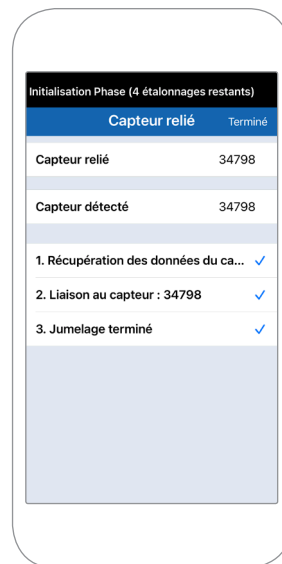 Initialisation Phase (4 étalonnages restants)
Capteur relié Terminé
Capteur relié 34798
Capteur détecté 34798
1. Récupération des données du ca...
2. Liaison au capteur : 34798
3. Jumelage terminé